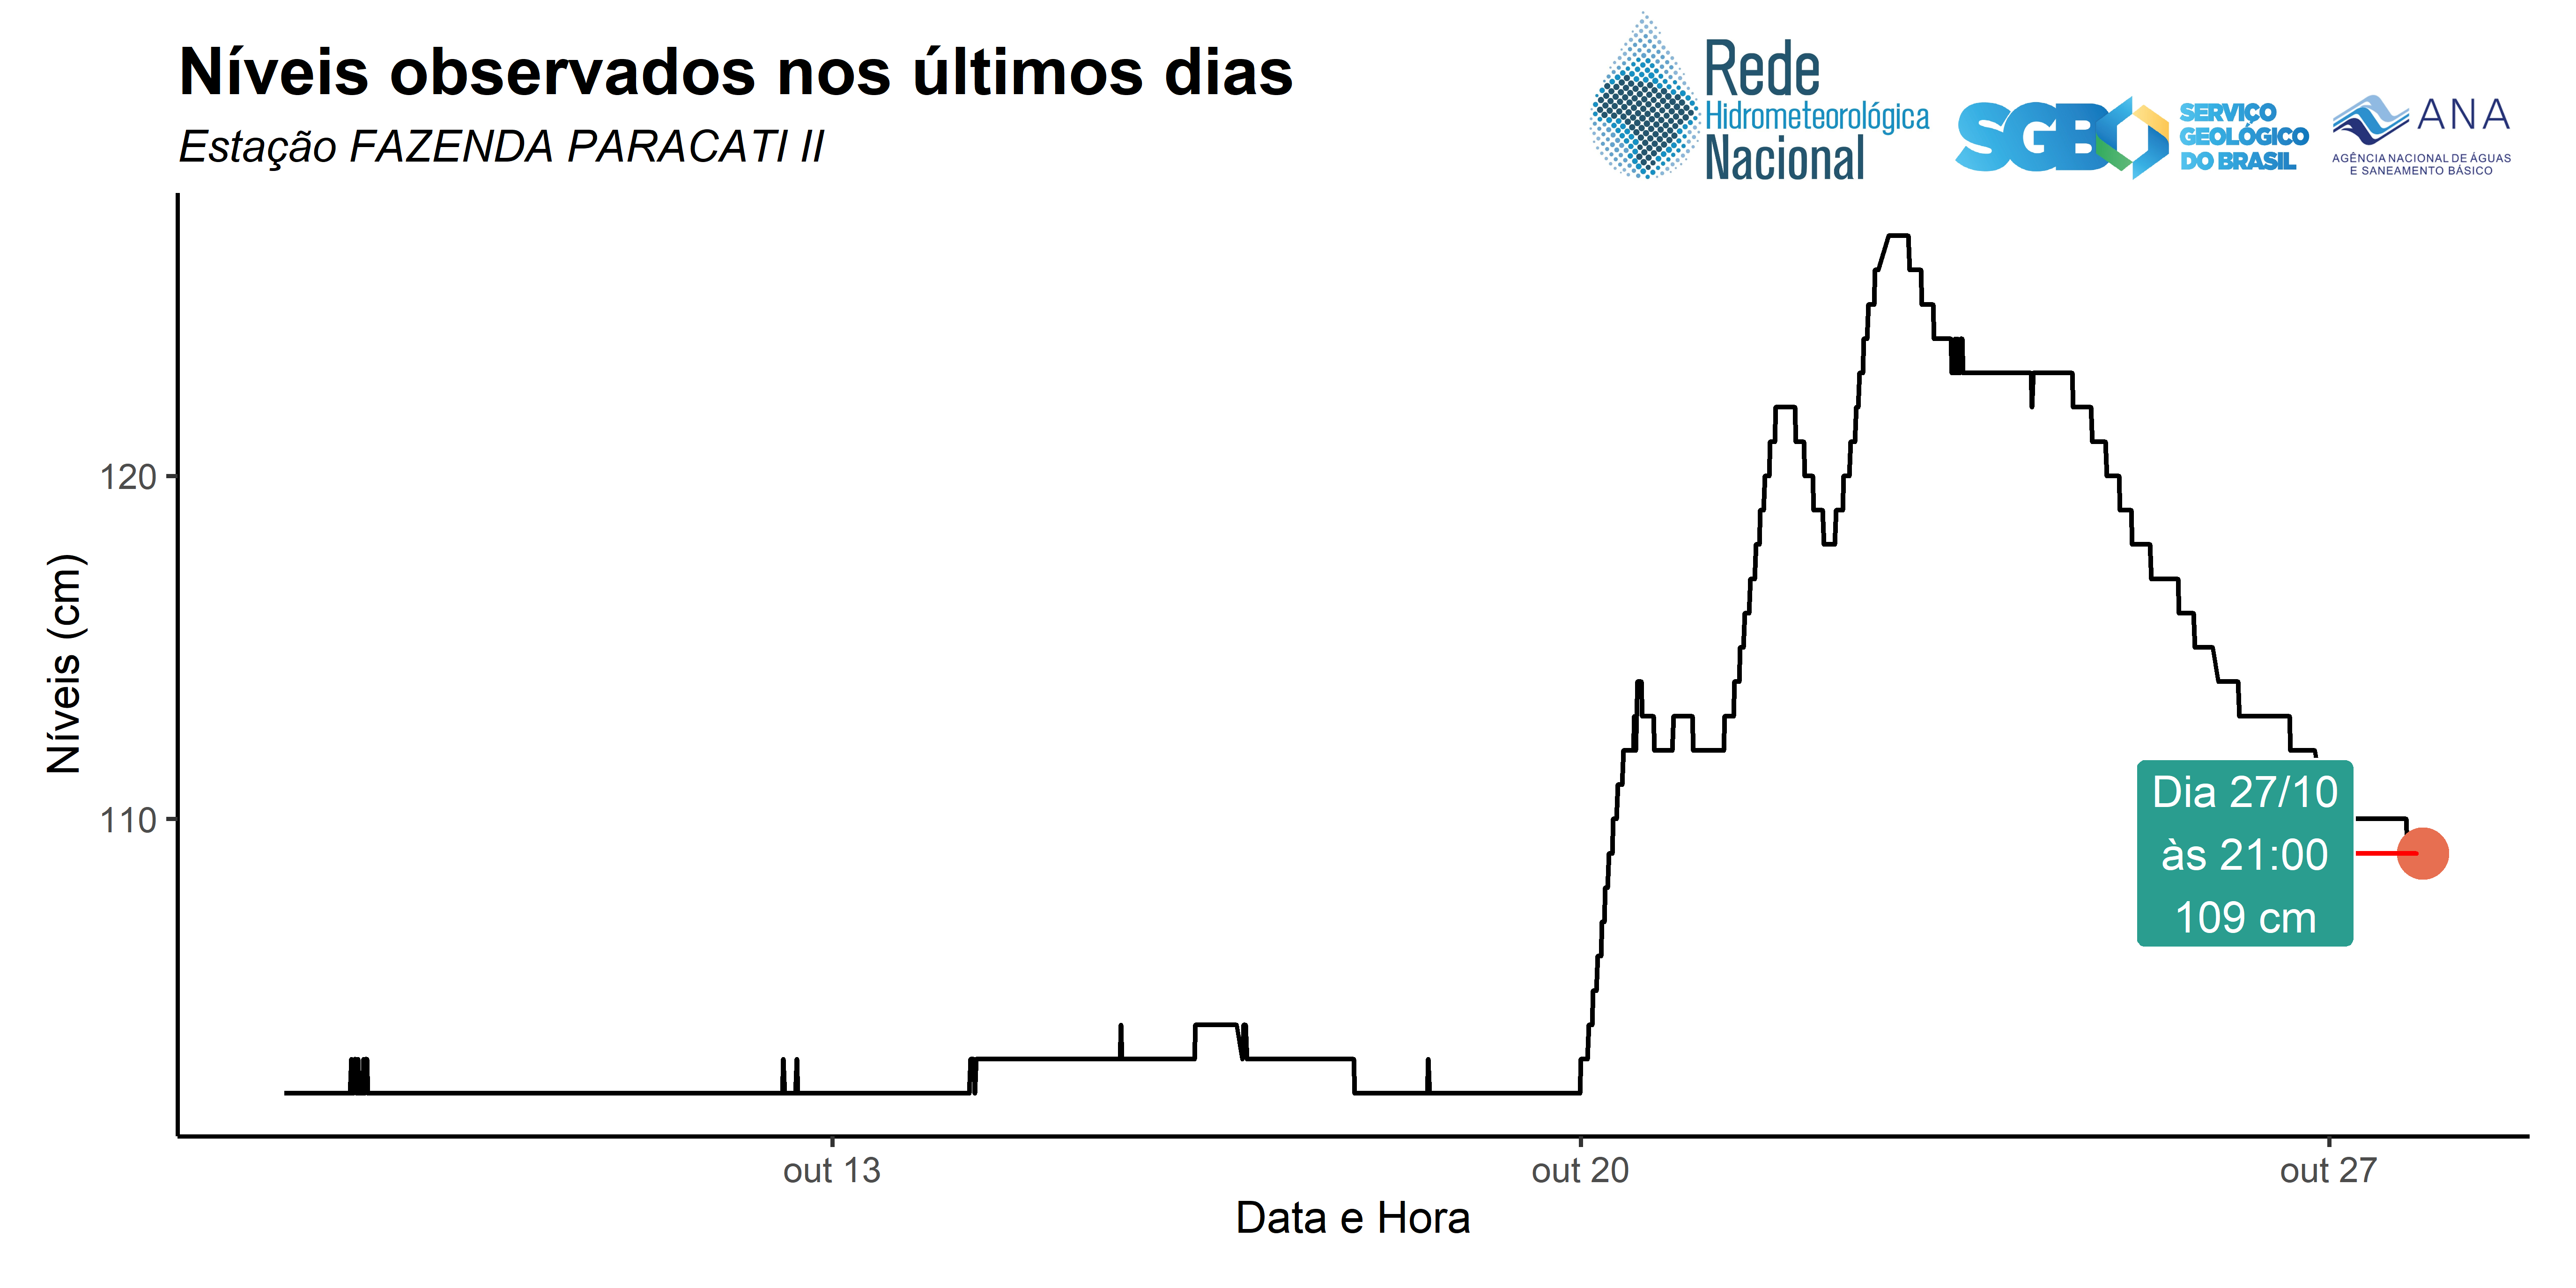 Níveis observados nos últimos dias
Estação FAZENDA PARACATI II
Rede
Hidrometeorológica
Nacional
SGB
SERVIÇO
GEOLÓGICO
DO BRASIL
ANA
AGÊNCIA NACIONAL DE ÁGUAS
E SANEAMENTO BÁSICO
Níveis (cm)
120
110
Dia 27/10
às 21:00
109 cm
out 13
out 20
out 27
Data e Hora